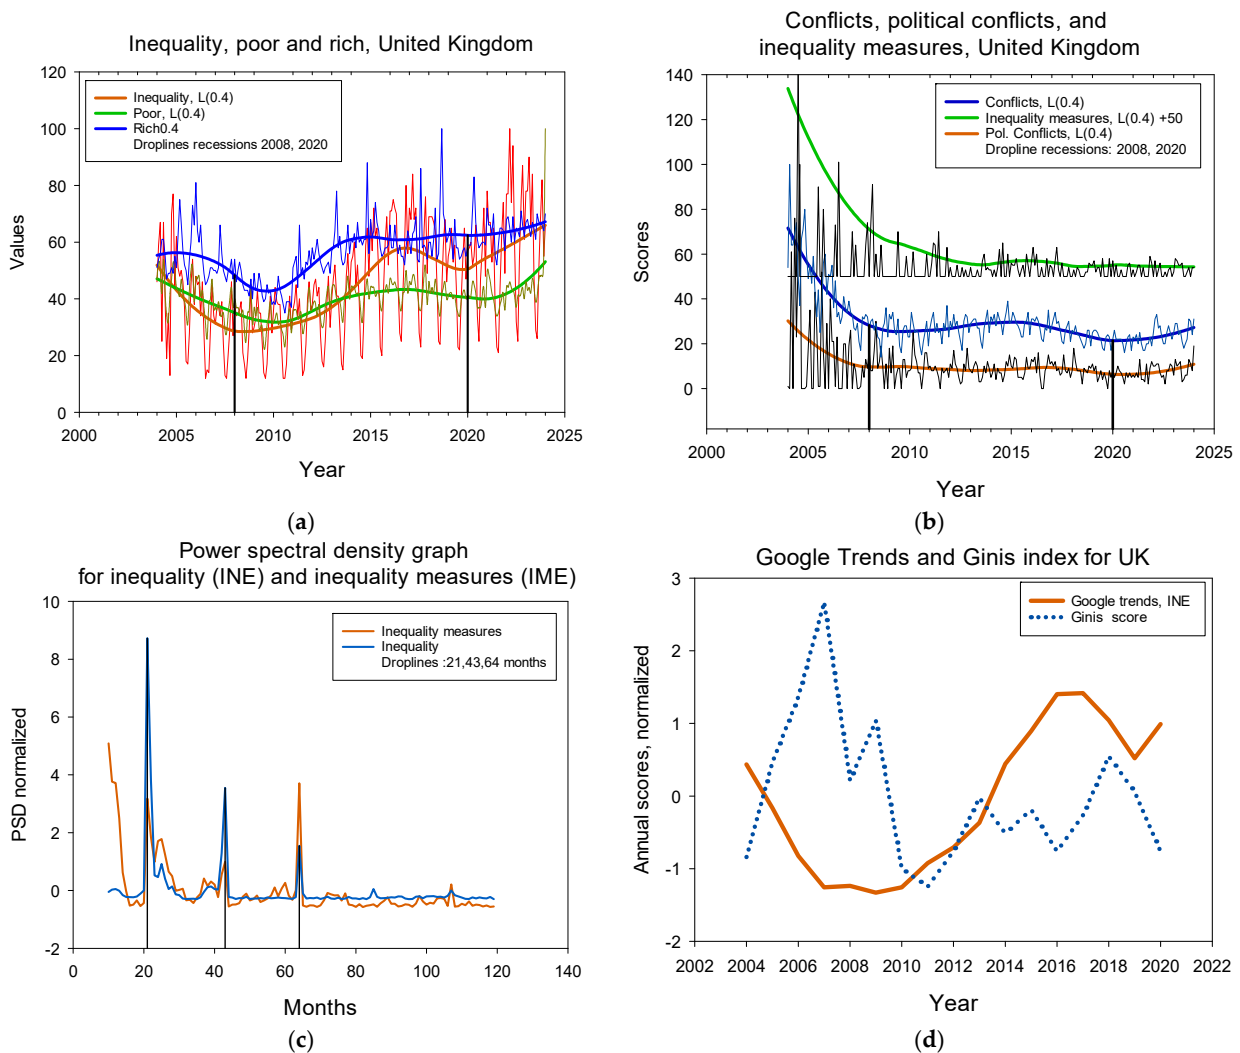 Inequality, poor and rich, United Kingdom
120
100
80
60
40
20
0
Values
Inequality, L(0.4)
Poor, L(0.4)
Rich0.4
Droplines recessions 2008, 2020
2000 2005 2010 2015 2020 2025
Year
(a)
Conflicts, political conflicts, and
inequality measures, United Kingdom
140
120
100
80
60
40
20
0
Scores
Conflicts, L(0.4)
Inequality measures, L(0.4) +50
Pol. Conflicts, L(0.4)
Dropline recessions: 2008, 2020
2000 2005 2010 2015 2020 2025
Year
(b)
Power spectral density graph
for inequality (INE) and inequality measures (IME)
10
8
6
4
2
0
-2
PSD normalized
Inequality measures
Inequality
Droplines :21,43,64 months
0 20 40 60 80 100 120 140
Months
(c)
Google Trends and Ginis index for UK
3
2
1
0
-1
-2
Annual scores, normalized
Google trends, INE
Ginis score
2002 2004 2006 2008 2010 2012 2014 2016 2018 2020 2022
Year
(d)